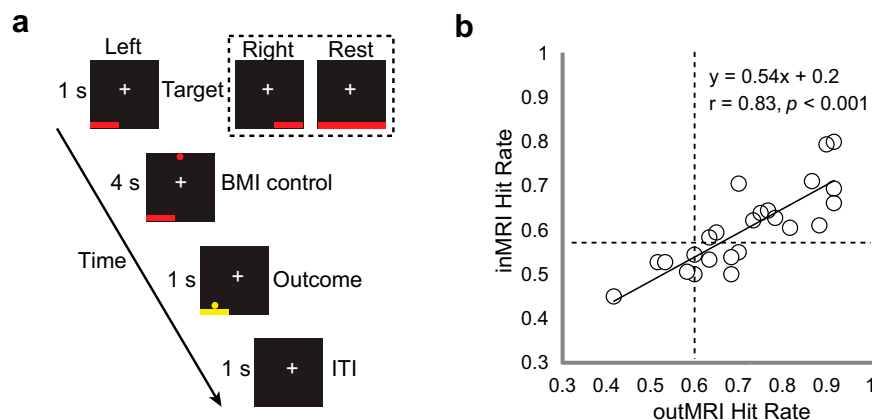 a
Left
Right
Rest
1 s
Target
4 s
BMI control
Time
1 s
Outcome
1 s
ITI
b
1
0.9
0.8
0.7
0.6
0.5
0.4
0.3
inMRI Hit Rate
y = 0.54x + 0.2
r = 0.83, p < 0.001
0.3 0.4 0.5 0.6 0.7 0.8 0.9 1
outMRI Hit Rate